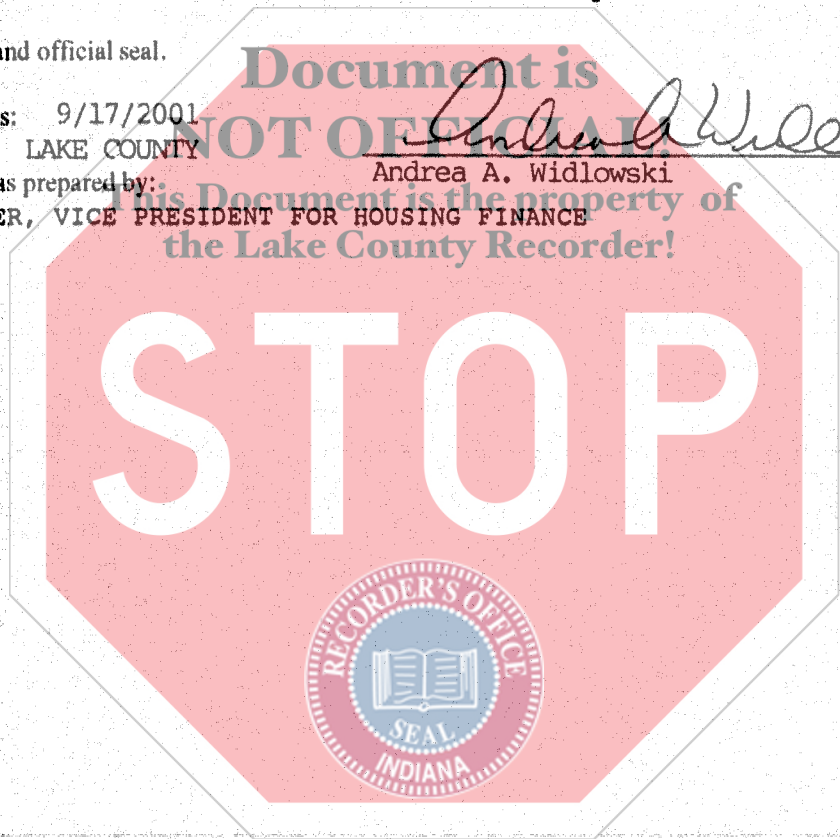 and official seal.
Document is
s: 9/17/2001
NOT OFFICIAL!
LAKE COUNTY
Andrea A. Widlowski
as prepared by:
This Document is the property of
ER, VICE PRESIDENT FOR HOUSING FINANCE
the Lake County Recorder!
STOP
RECORDER'S OFFICE
SEAL
INDIANA